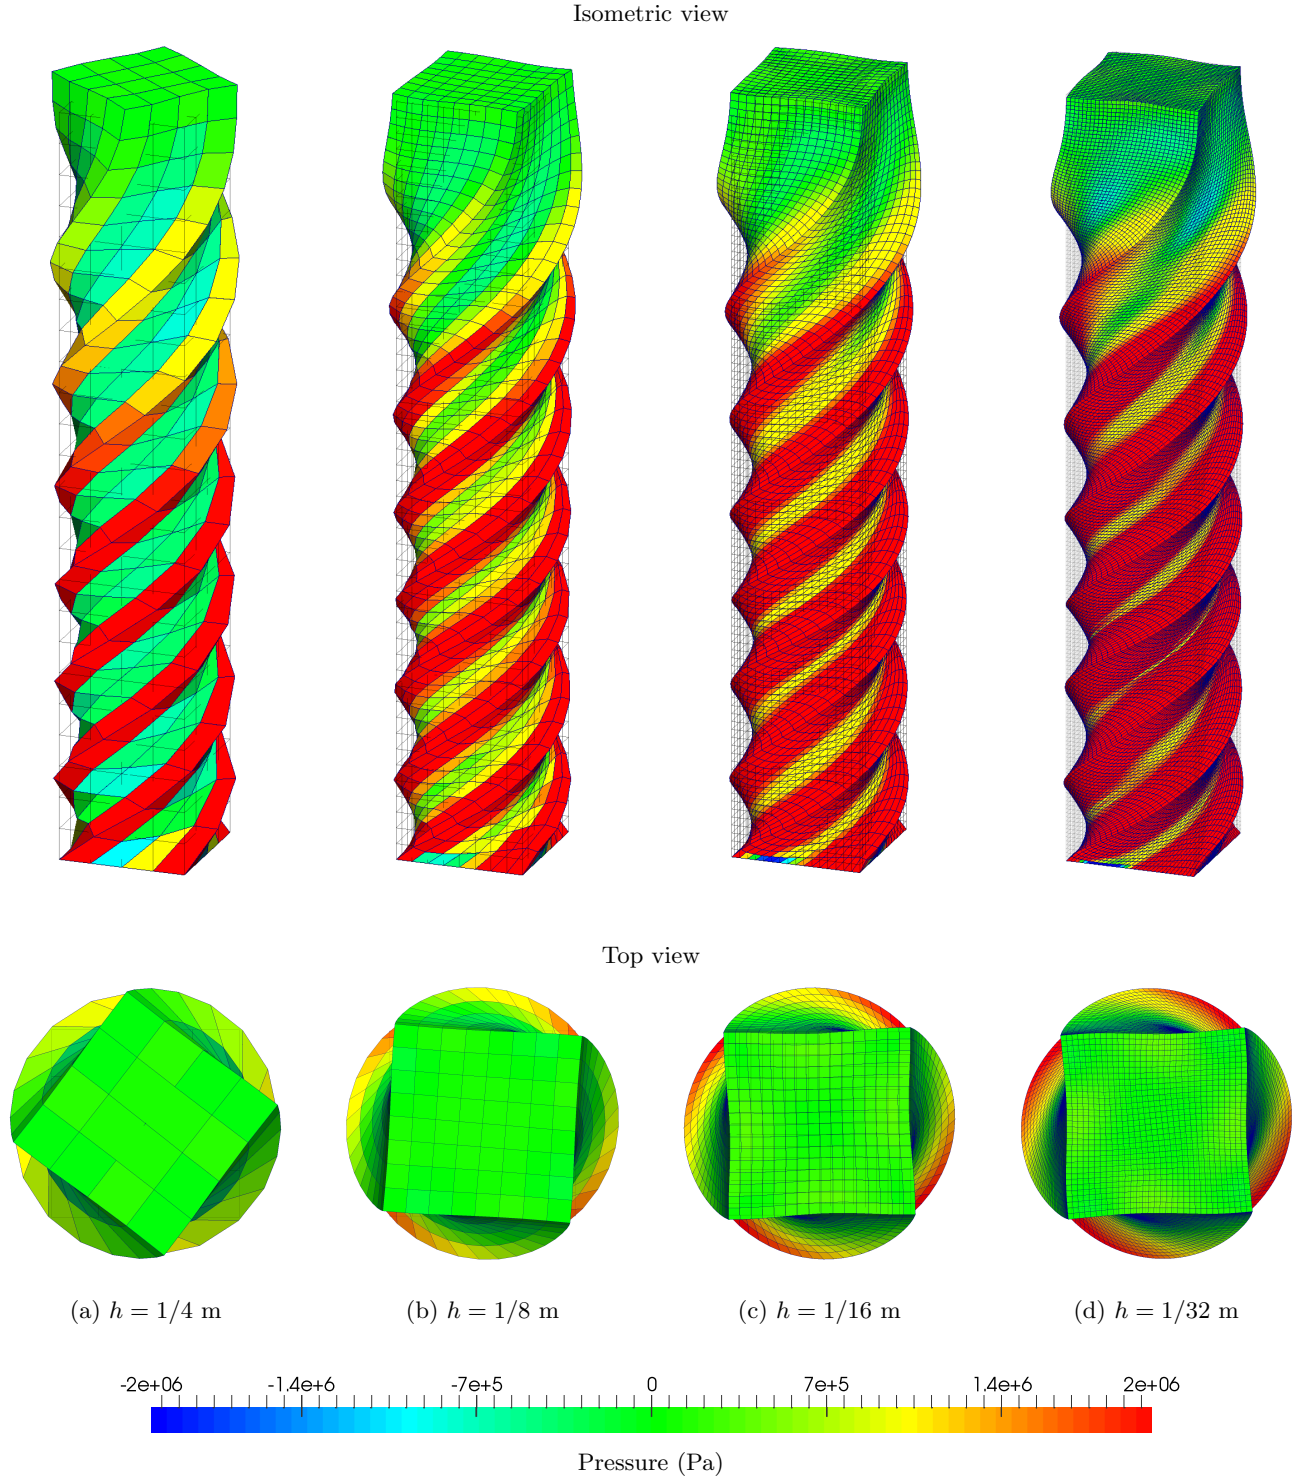 Isometric view
Top view
(a) h = 1/4 m
(b) h = 1/8 m
(c) h = 1/16 m
(d) h = 1/32 m
-2e+06 -1.4e+6 -7e+5 0 7e+5 1.4e+6 2e+06
Pressure (Pa)